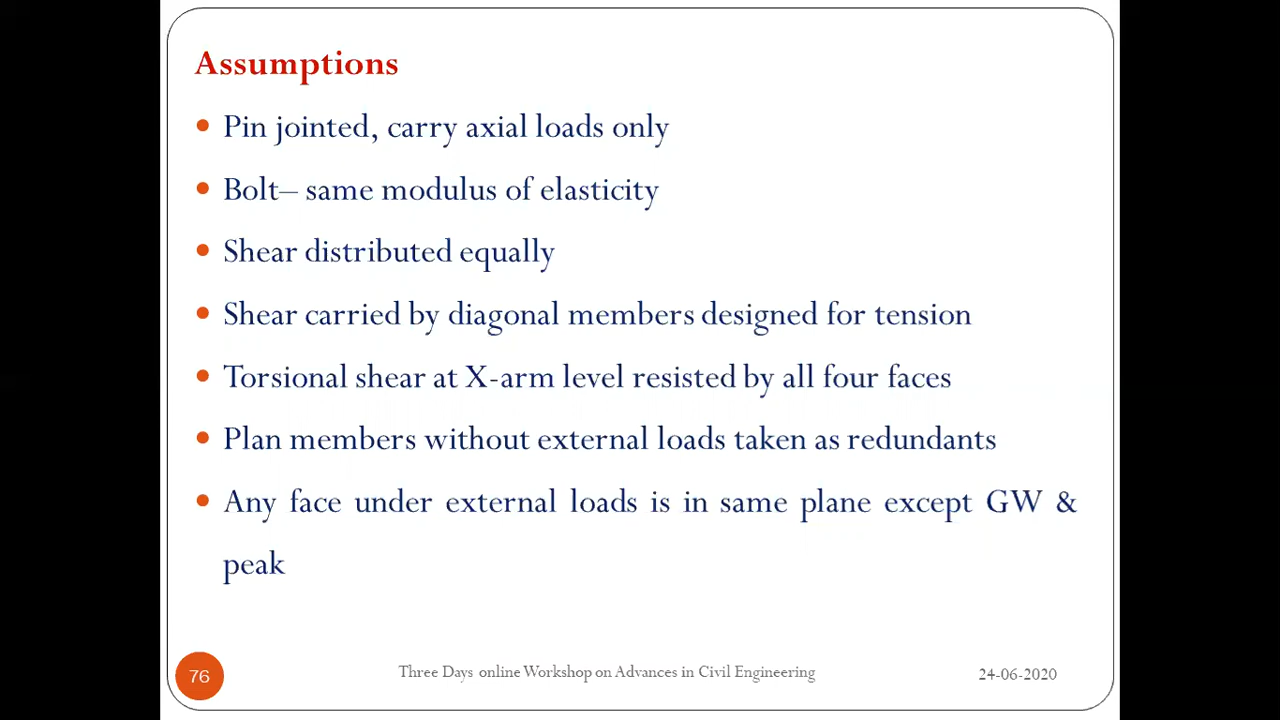 Assumptions
Pin jointed, carry axial loads only
Bolt– same modulus of elasticity
Shear distributed equally
Shear carried by diagonal members designed for tension
Torsional shear at X-arm level resisted by all four faces
Plan members without external loads taken as redundants
Any face under external loads is in same plane except GW &
peak
76
Three Days online Workshop on Advances in Civil Engineering
24-06-2020